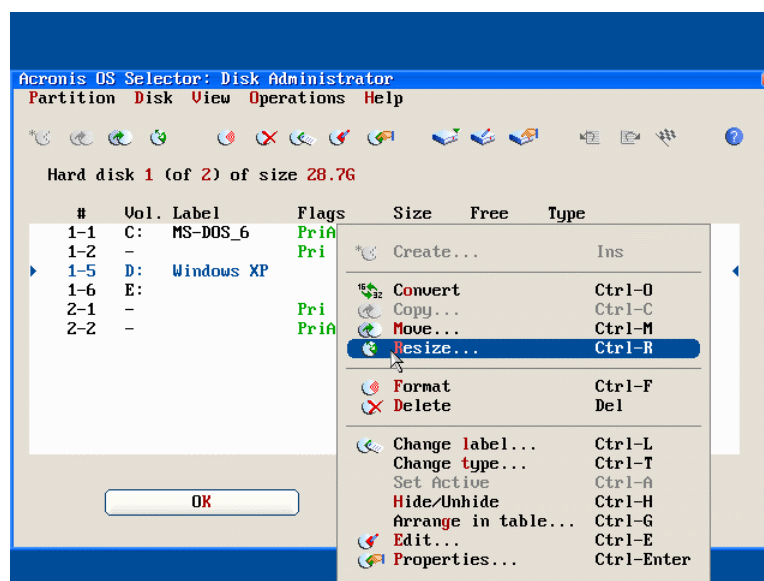 Acronis OS Selector: Disk Administrator
Partition Disk View Operations Help
Hard disk 1 (of 2) of size 28.7G
# Vol. Label Flags Size Free Type
1-1 C: MS-DOS_6 PriA
1-2 - Pri
1-5 D: Windows XP
1-6 E:
2-1 - Pri
2-2 - PriA
Create... Ins
Convert Ctrl-O
Copy... Ctrl-C
Move... Ctrl-M
Resize... Ctrl-R
Format Ctrl-F
Delete Del
Change label... Ctrl-L
Change type... Ctrl-T
Set Active Ctrl-A
Hide/Unhide Ctrl-H
Arrange in table... Ctrl-G
Edit... Ctrl-E
Properties... Ctrl-Enter
OK